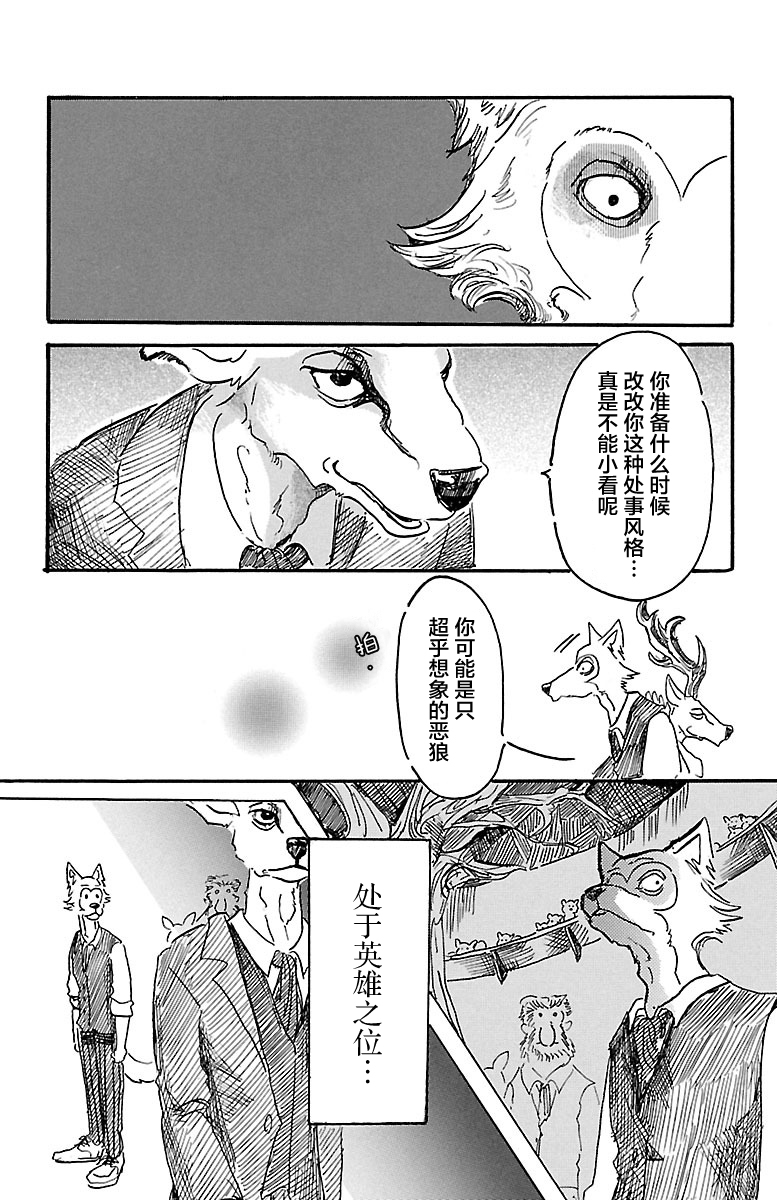 你准备什么时候
改改你这种处事风格…
真是不能小看呢
你可能是只
超乎想象的恶狼
拍
处于英雄之位…